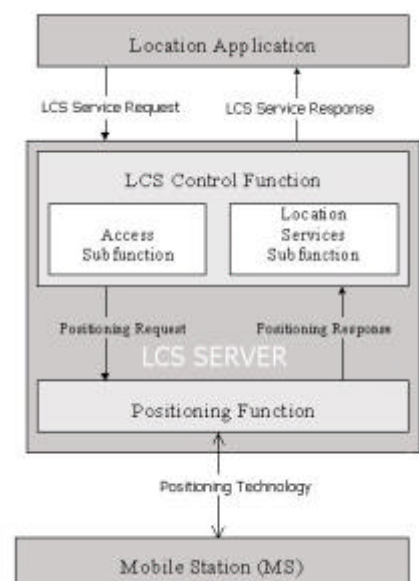 Location Application
LCS Service Request
LCS Service Response
LCS Control Function
Access
Subfunction
Location
Services
Subfunction
Positioning Request
Positioning Response
LCS SERVER
Positioning Function
Positioning Technology
Mobile Station (MS)